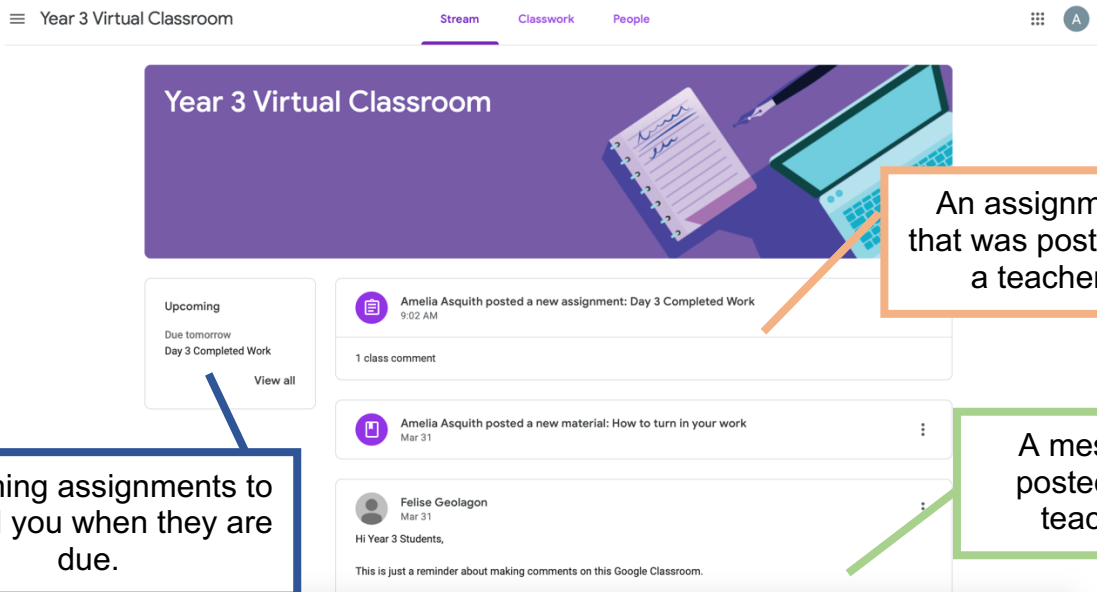 Year 3 Virtual Classroom
Stream Classwork People
A
Year 3 Virtual Classroom
An assignm
that was post
a teacher
Upcoming
Due tomorrow
Day 3 Completed Work
View all
Amelia Asquith posted a new assignment: Day 3 Completed Work
9:02 AM
1 class comment
Amelia Asquith posted a new material: How to turn in your work
Mar 31
A mes
posted
teac
ning assignments to
you when they are
due.
Felise Geolagon
Mar 31
Hi Year 3 Students,
This is just a reminder about making comments on this Google Classroom.